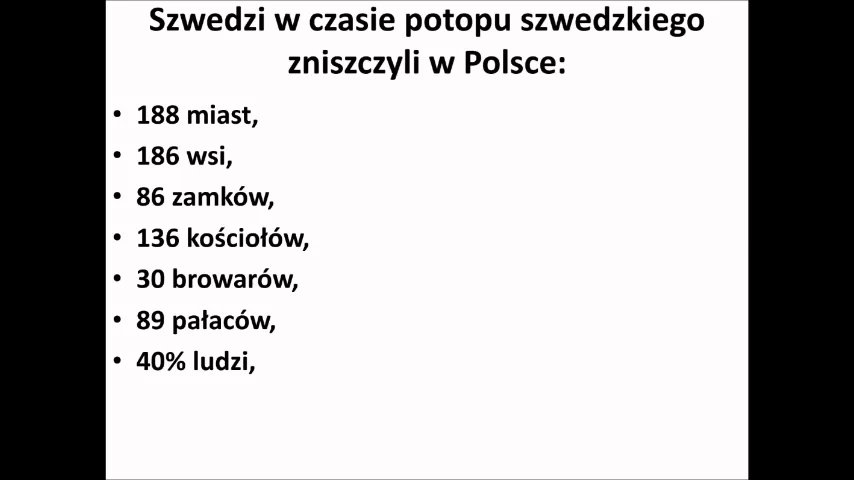 Szwedzi w czasie potopu szwedzkiego
zniszczyli w Polsce:
• 188 miast,
• 186 wsi,
• 86 zamków,
• 136 kościołów,
• 30 browarów,
• 89 pałaców,
• 40% ludzi,